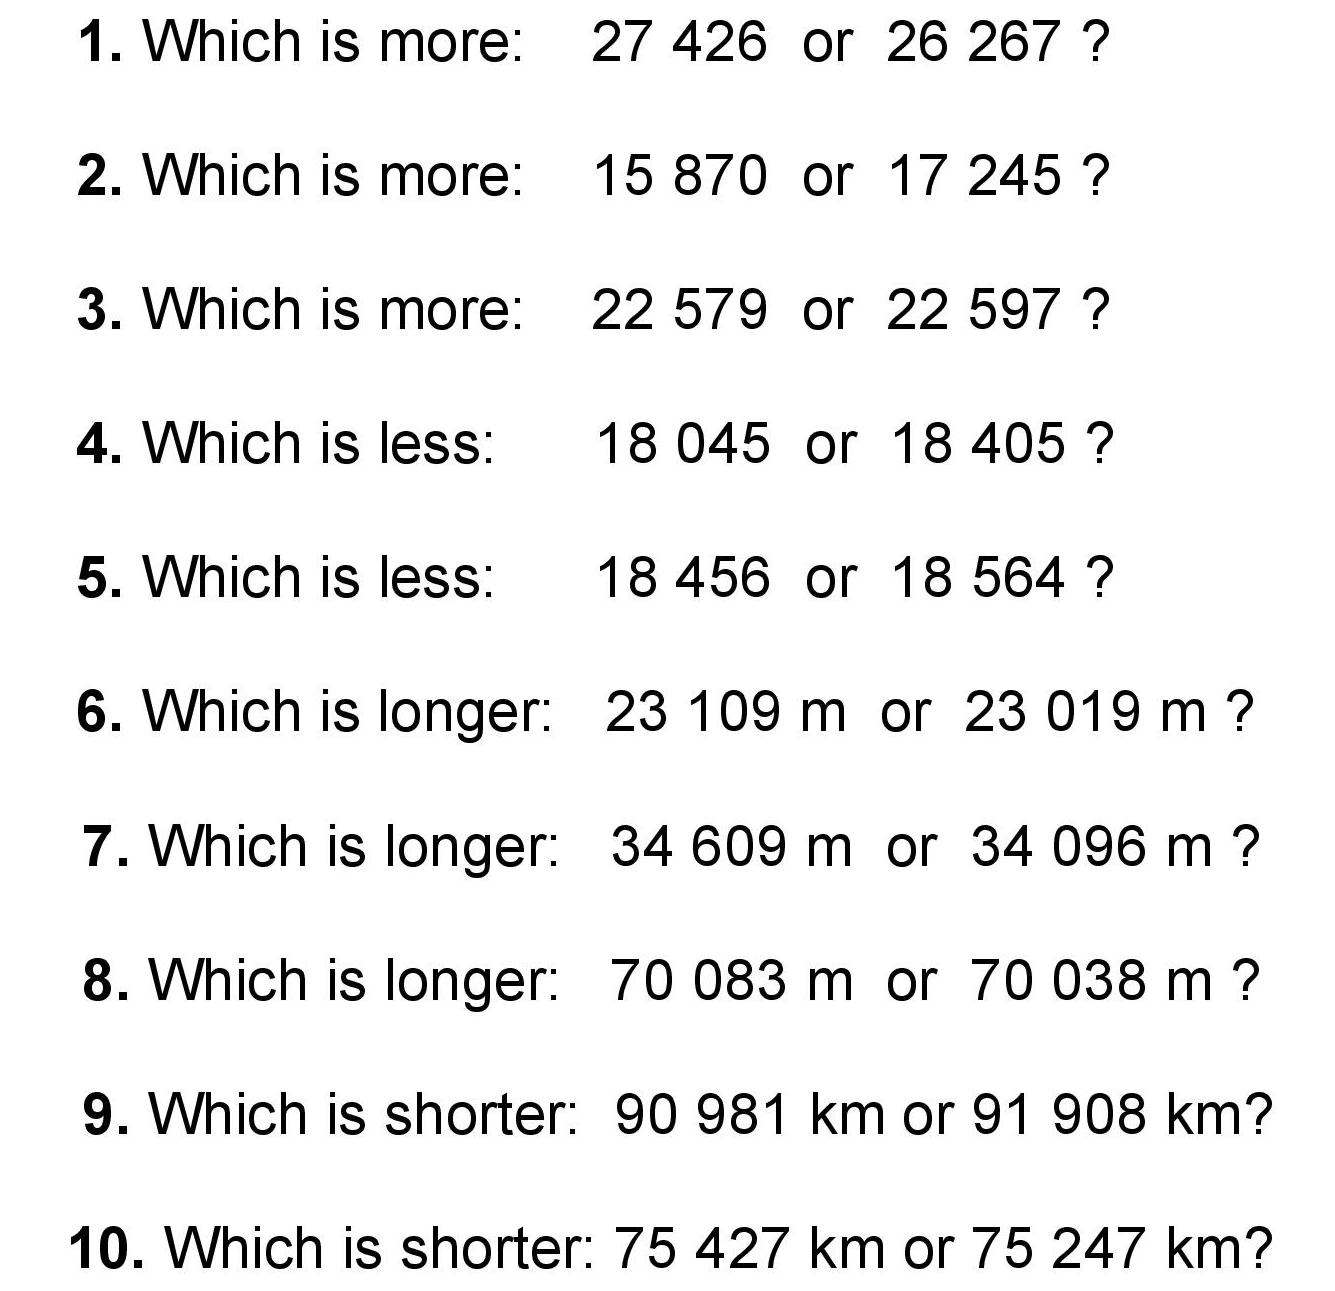 1. Which is more: 27 426 or 26 267 ?
2. Which is more: 15 870 or 17 245 ?
3. Which is more: 22 579 or 22 597 ?
4. Which is less: 18 045 or 18 405 ?
5. Which is less: 18 456 or 18 564 ?
6. Which is longer: 23 109 m or 23 019 m ?
7. Which is longer: 34 609 m or 34 096 m ?
8. Which is longer: 70 083 m or 70 038 m ?
9. Which is shorter: 90 981 km or 91 908 km?
10. Which is shorter: 75 427 km or 75 247 km?